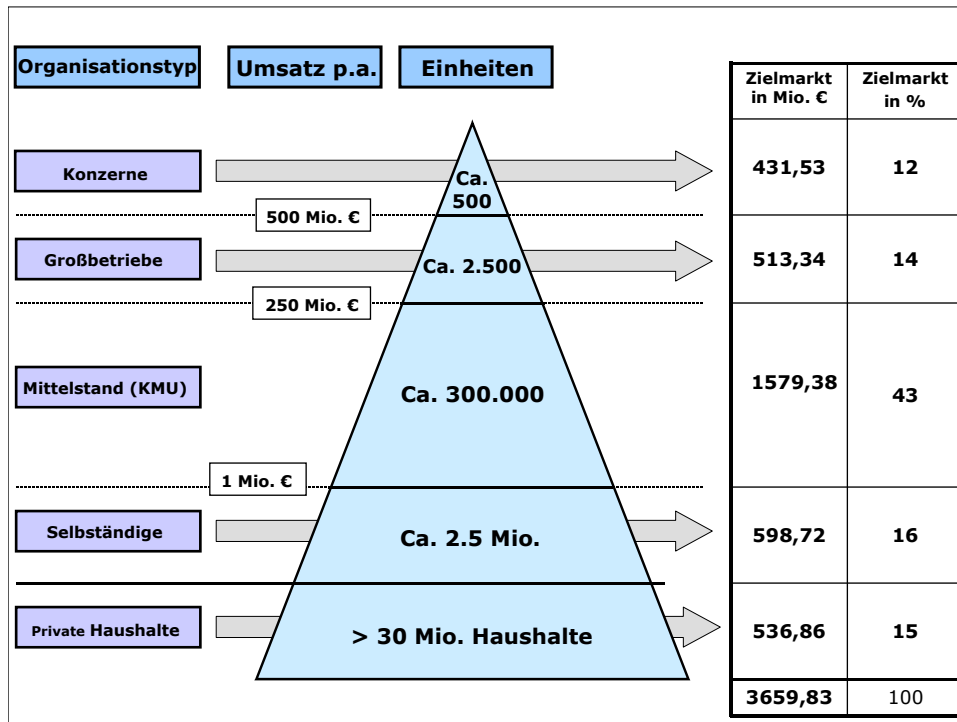 Organisationstyp
Umsatz p.a.
Einheiten
Zielmarkt
in Mio. €
Zielmarkt
in %
Konzerne
Ca.
500
431,53
12
500 Mio. €
Großbetriebe
Ca. 2.500
513,34
14
250 Mio. €
Mittelstand (KMU)
Ca. 300.000
1579,38
43
1 Mio. €
Selbständige
Ca. 2.5 Mio.
598,72
16
Private Haushalte
> 30 Mio. Haushalte
536,86
15
3659,83
100